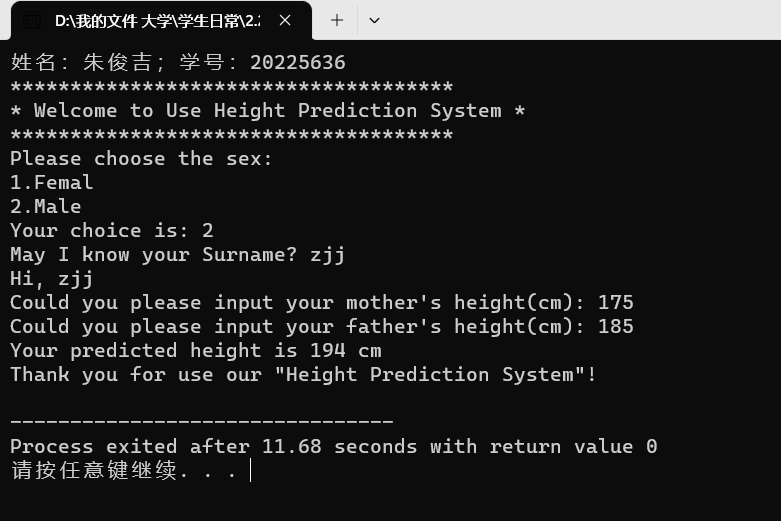 D:\我的文件 大学\学生日常\2.2
姓名：朱俊吉；学号：20225636
*************************************
* Welcome to Use Height Prediction System *
*************************************
Please choose the sex:
1.Femal
2.Male
Your choice is: 2
May I know your Surname? zjj
Hi, zjj
Could you please input your mother's height(cm): 175
Could you please input your father's height(cm): 185
Your predicted height is 194 cm
Thank you for use our "Height Prediction System"!
--------------------------------
Process exited after 11.68 seconds with return value 0
请按任意键继续. . .